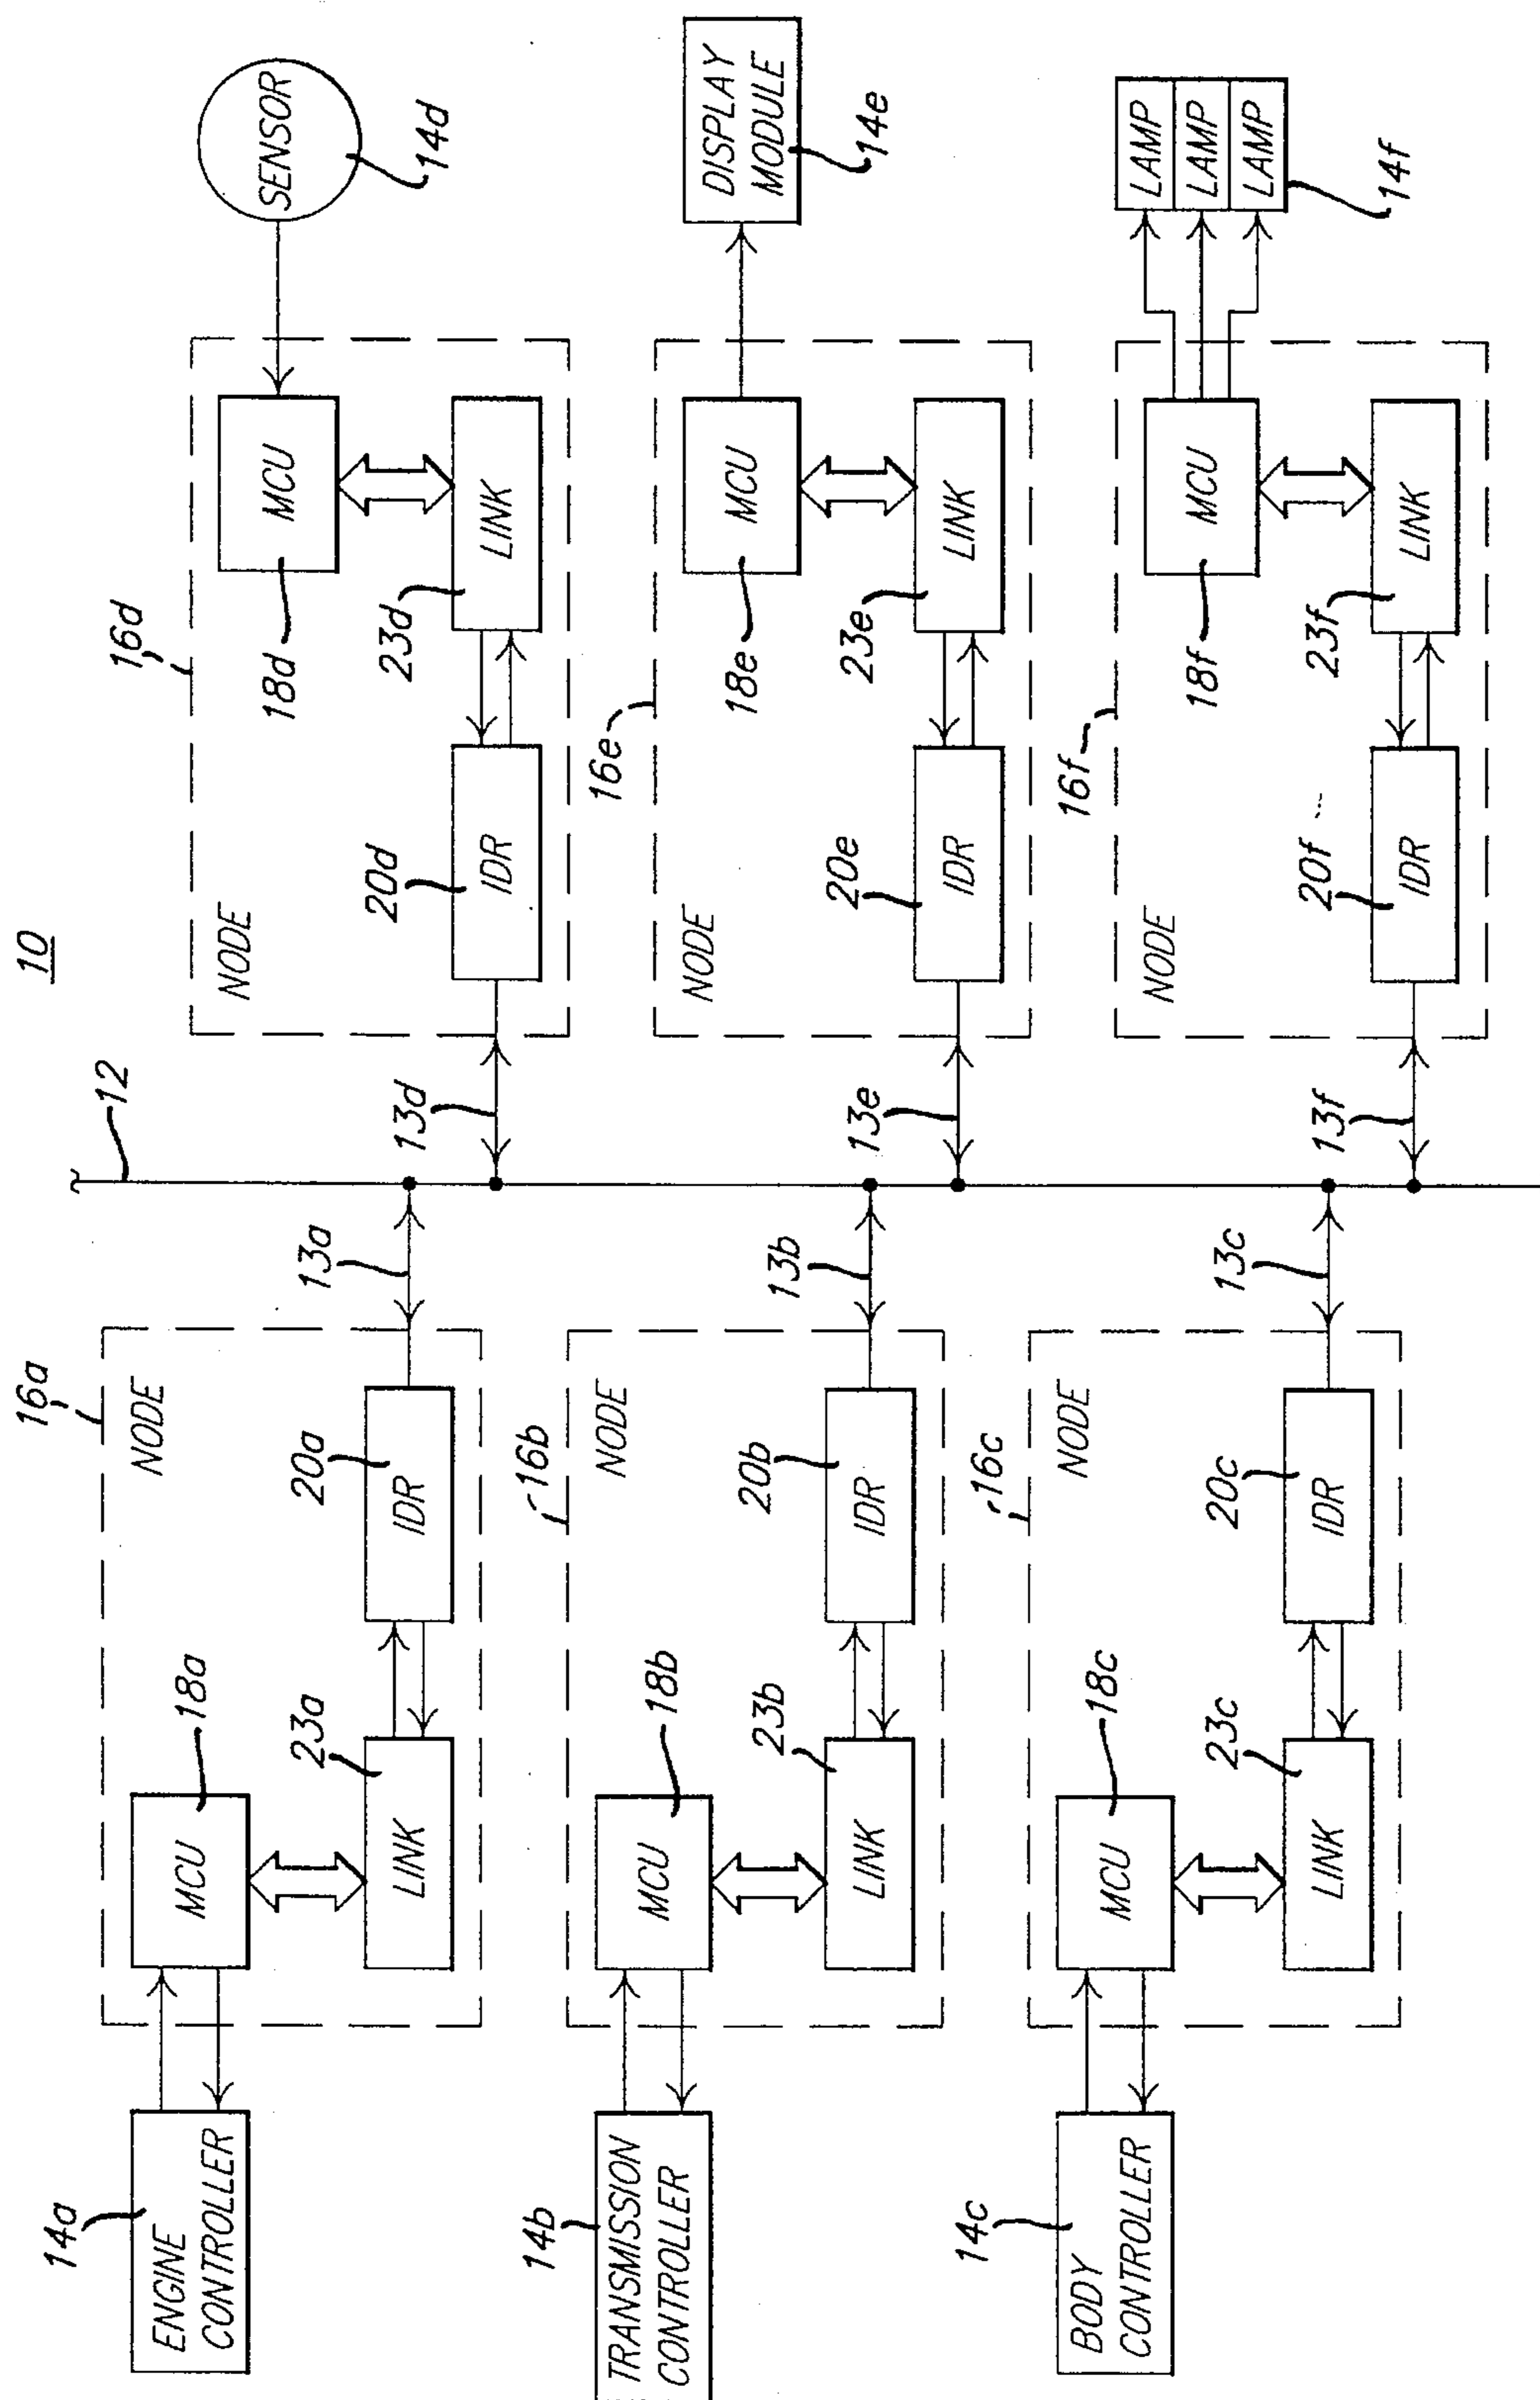 10
12
16a
NODE
13a
14a
ENGINE
CONTROLLER
MCU
18a
23a
LINK
20a
IDR
16b
NODE
13b
14b
TRANSMISSION
CONTROLLER
MCU
18b
23b
LINK
20b
IDR
16c
NODE
13c
14c
BODY
CONTROLLER
MCU
18c
23c
LINK
20c
IDR
16d
NODE
13d
20d
IDR
23d
LINK
18d
MCU
SENSOR
14d
16e
NODE
13e
20e
IDR
23e
LINK
18e
MCU
DISPLAY
MODULE
14e
16f
NODE
13f
20f
IDR
23f
LINK
18f
MCU
LAMP
LAMP
LAMP
14f